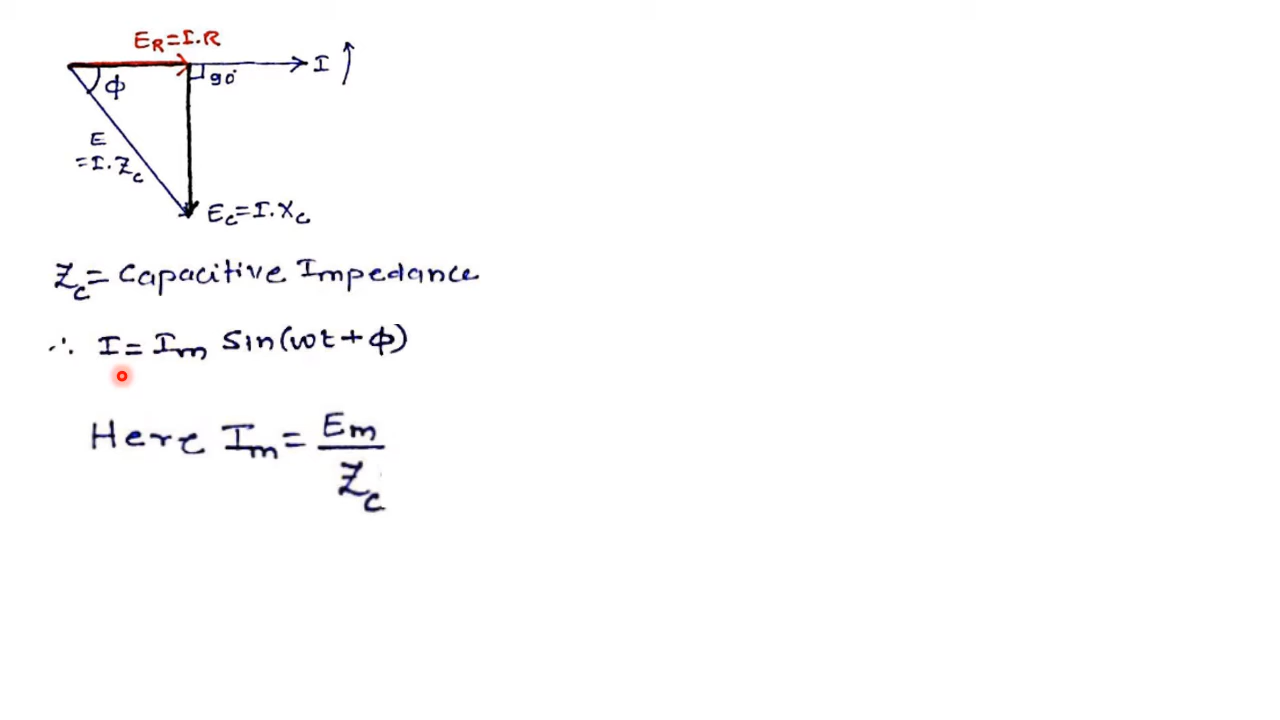 E_R=I.R
I
φ
90°
E
=I.Z_c
E_c=I.X_c
Z_c= Capacitive Impedance
∴ I= I_m Sin(ωt+φ)
Here I_m= E_m
Z_c